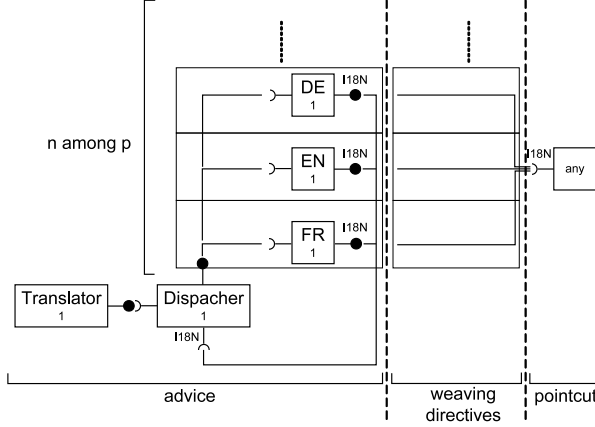 DE
1
I18N
n among p
EN
1
I18N
I18N
any
FR
1
I18N
Translator
1
Dispacher
1
I18N
advice
weaving
directives
pointcut